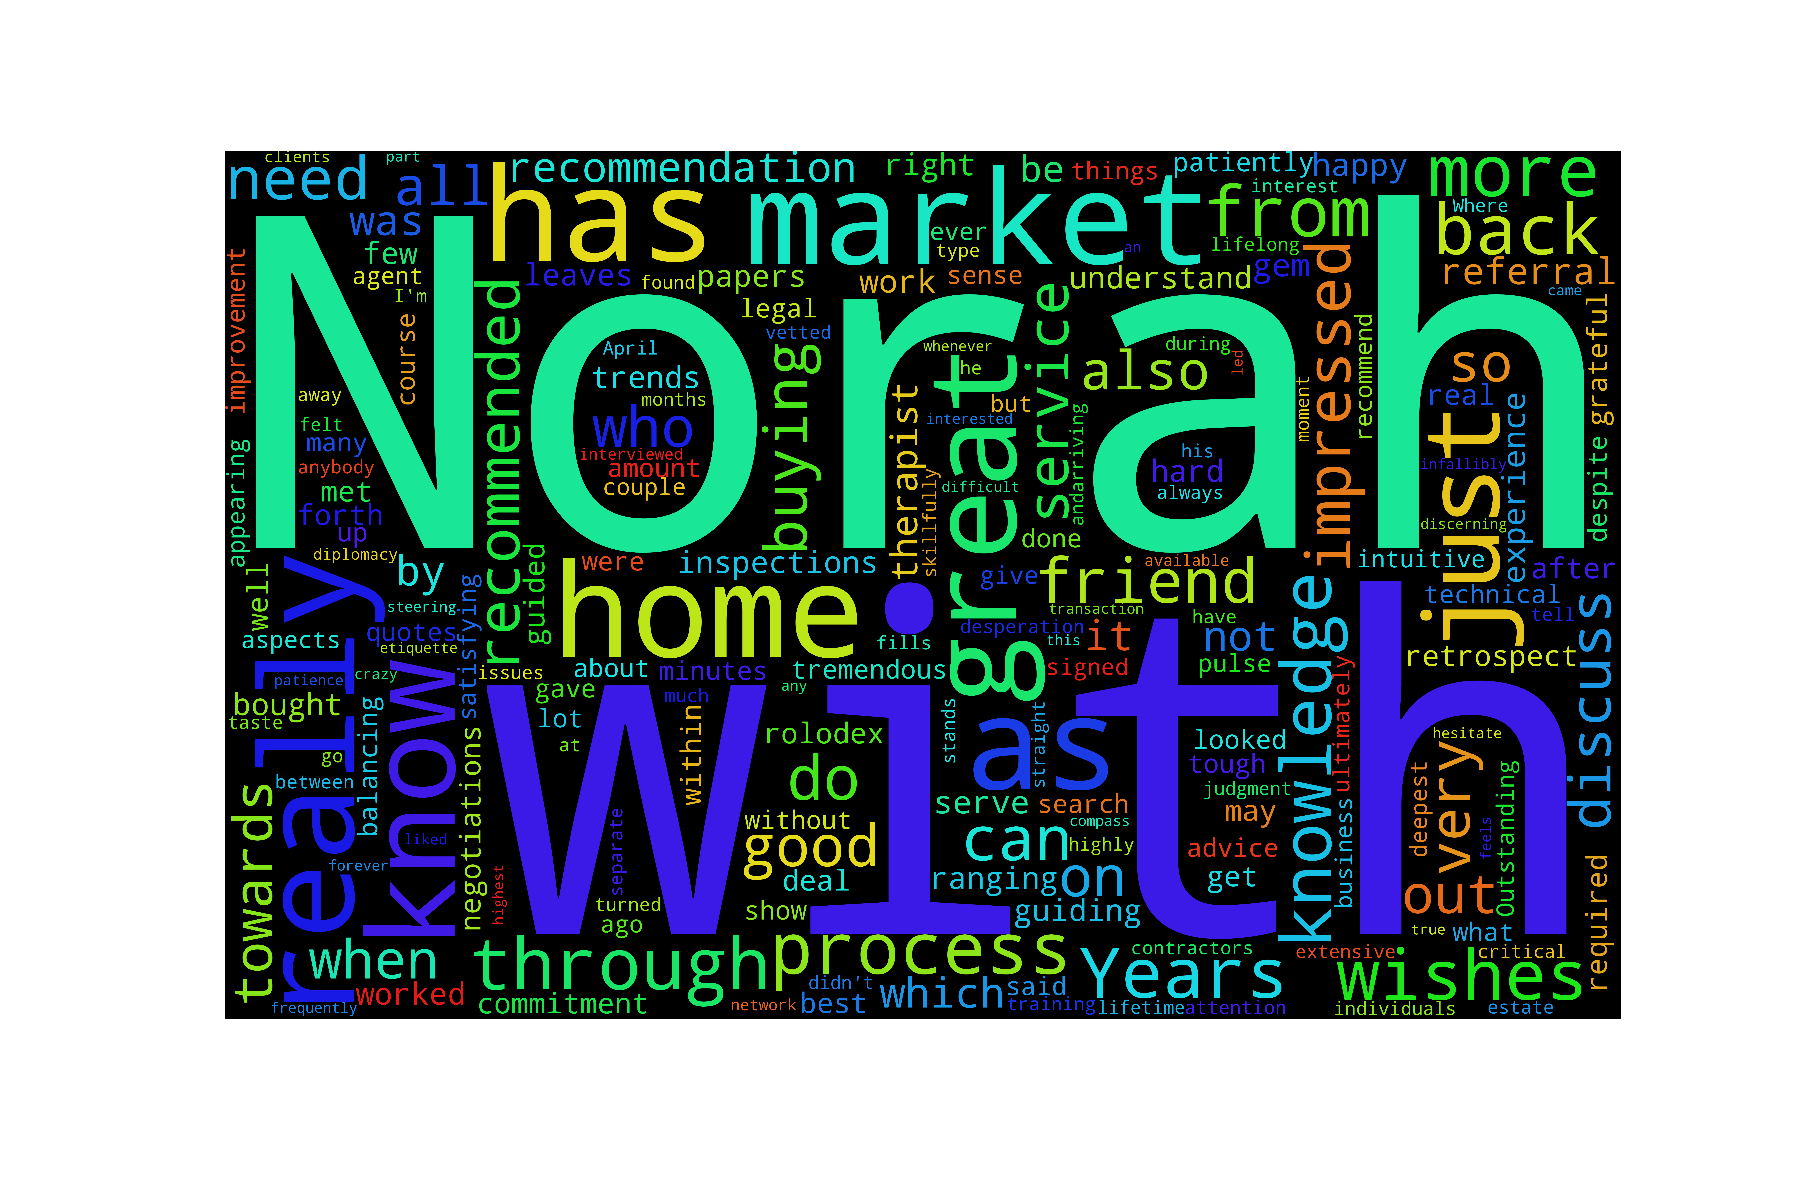 clients
part
need
all
recommendation
right
be
things
patiently
happy
more
has
market
interest
Where
from
was
ever
type
an
lifelong
back
few
agent
I'm
leaves
found
papers
work
sense
understand
gem
referral
came
improvement
Norah
course
recommended
legal
vetted
buying
whenever
he
great
service
during
also
led
impressed
moment
recommend
so
real
grateful
April
trends
months
who
interviewed
amount
couple
away
felt
many
anybody
met
forth
up
diplomacy
appearing
therapist
but
interested
difficult
skillfully
andarriving
his
hard
always
just
infallibly
discerning
experience
despite
done
by
were
inspections
guided
home
give
friend
available
intuitive
after
technical
tell
well
steering
aspects
quotes
etiquette
really
know
satisfying
fills
desperation
transaction
this
have
it
not
knowledge
discuss
retrospect
patience
crazy
issues
about
minutes
tremendous
signed
pulse
bought
taste
gave
much
any
with
lot
at
within
rolodex
stands
as
straight
looked
tough
ultimately
hesitate
go
between
balancing
negotiations
do
serve
search
judgment
may
business
deepest
very
feels
Outstanding
towards
liked
forever
separate
without
good
can
compass
highly
advice
highest
deal
ranging
on
get
out
required
turned
ago
show
guiding
true
what
when
through
process
contractors
Years
extensive
critical
wishes
worked
commitment
didn't
best
which
said
training
network
frequently
lifetime
attention
individuals
estate